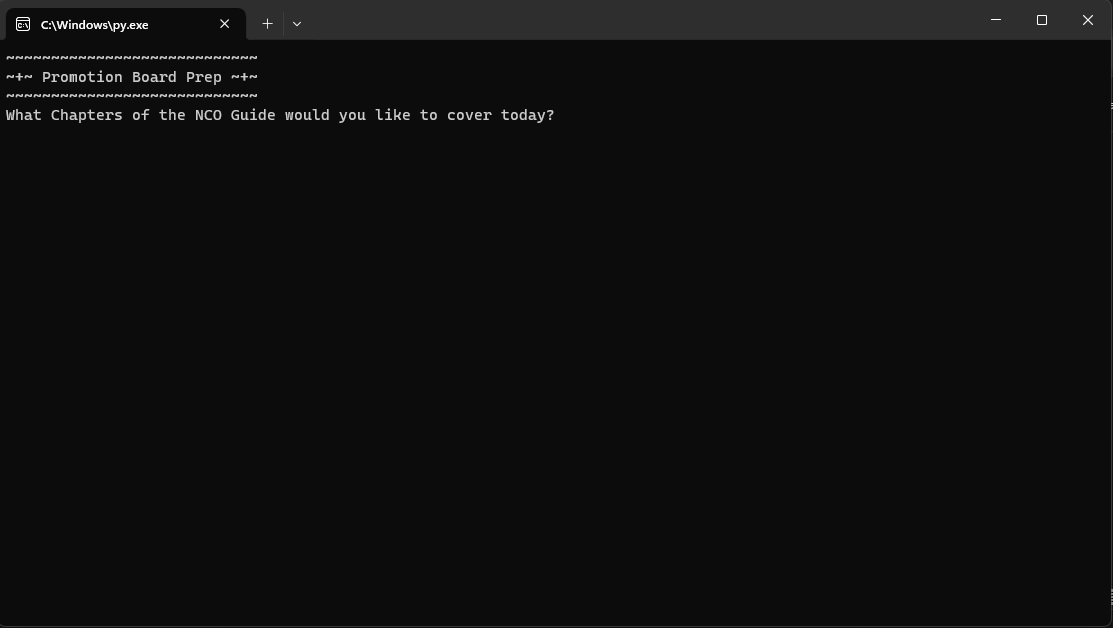 C:\Windows\py.exe
~~~~~~~~~~~~~~~~~~~~~~~~~~~~
~+~ Promotion Board Prep ~+~
~~~~~~~~~~~~~~~~~~~~~~~~~~~~
What Chapters of the NCO Guide would you like to cover today?